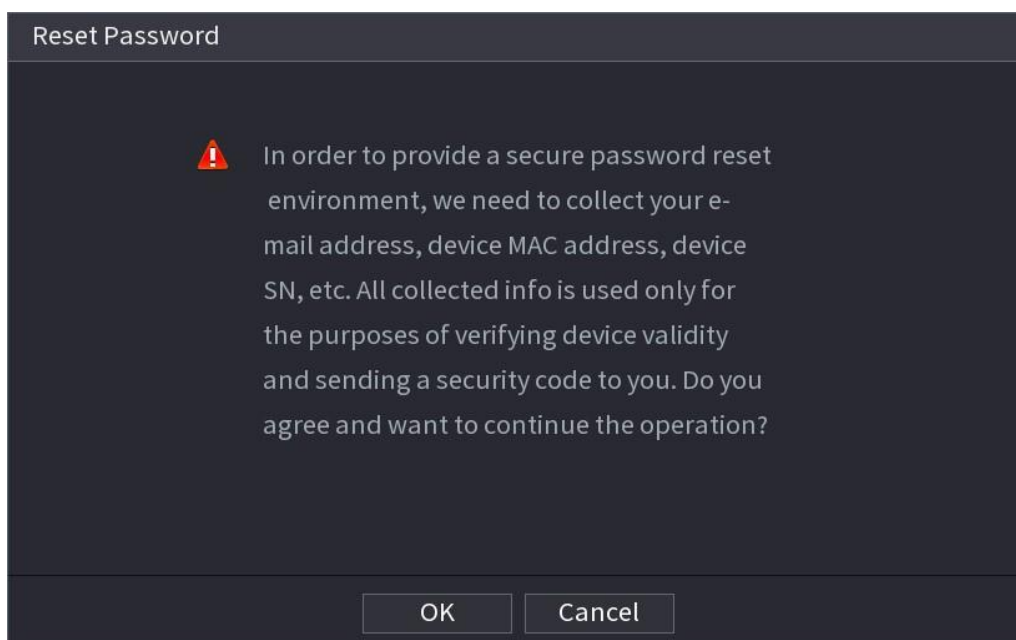 Reset Password
In order to provide a secure password reset
environment, we need to collect your e-
mail address, device MAC address, device
SN, etc. All collected info is used only for
the purposes of verifying device validity
and sending a security code to you. Do you
agree and want to continue the operation?
OK Cancel